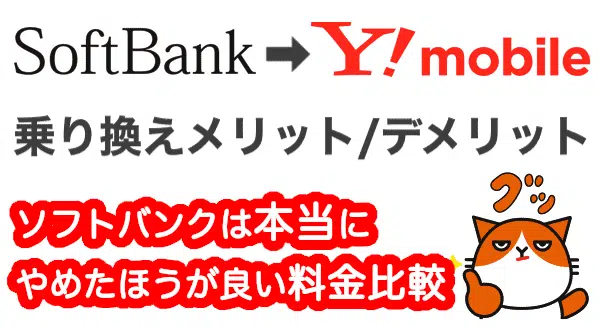 SoftBank➡Y!mobile
乗り換えメリット/デメリット
グッ
ソフトバンクは本当に
やめたほうが良い料金比較